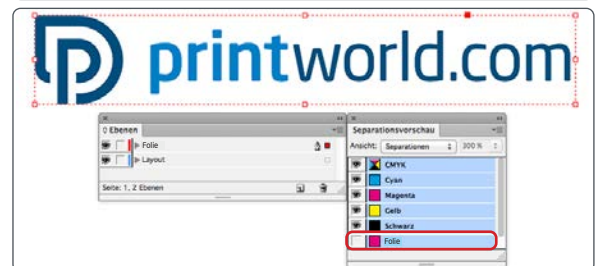 printworld.com
Ebenen
Folie
Layout
Seite: 1, 2 Ebenen
Separationsvorschau
Ansicht: Separationen 300 %
CMYK
Cyan
Magenta
Gelb
Schwarz
Folie